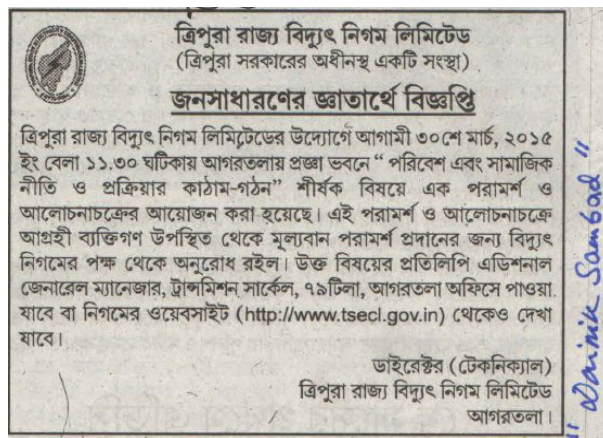 ত্রিপুরা রাজ্য বিদ্যুৎ নিগম লিমিটেড
(ত্রিপুরা সরকারের অধীনস্থ একটি সংস্থা)
জনসাধারণের জ্ঞাতার্থে বিজ্ঞপ্তি
ত্রিপুরা রাজ্য বিদ্যুৎ নিগম লিমিটেডের উদ্যোগে আগামী ৩০শে মার্চ, ২০১৫
ইং বেলা ১১.৩০ ঘটিকায় আগরতলায় প্রজ্ঞা ভবনে “ পরিবেশ এবং সামাজিক
নীতি ও প্রক্রিয়ার কাঠাম-গঠন” শীর্ষক বিষয়ে এক পরামর্শ ও
আলোচনাচক্রের আয়োজন করা হয়েছে। এই পরামর্শ ও আলোচনাচক্রে
আগ্রহী ব্যক্তিগণ উপস্থিত থেকে মূল্যবান পরামর্শ প্রদানের জন্য বিদ্যুৎ
নিগমের পক্ষ থেকে অনুরোধ রইল। উক্ত বিষয়ের প্রতিলিপি এডিশনাল
জেনারেল ম্যানেজার, ট্রান্সমিশন সার্কেল, ৭৯টিলা, আগরতলা অফিসে পাওয়া
যাবে বা নিগমের ওয়েবসাইট (http://www.tsecl.gov.in) থেকেও দেখা
যাবে।
ডাইরেক্টর (টেকনিক্যাল)
ত্রিপুরা রাজ্য বিদ্যুৎ নিগম লিমিটেড
আগরতলা।
"Dainik Sambad"